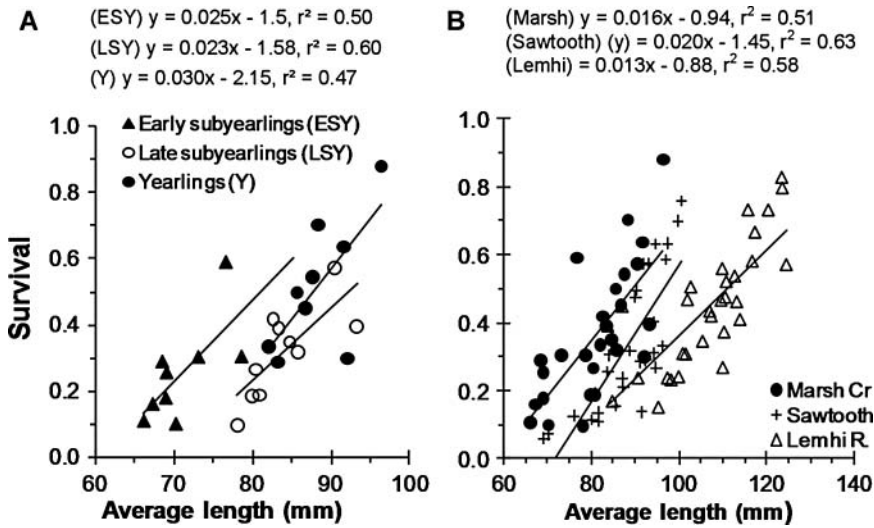 A
(ESY) y = 0.025x - 1.5, r² = 0.50
(LSY) y = 0.023x - 1.58, r² = 0.60
(Y) y = 0.030x - 2.15, r² = 0.47
Early subyearlings (ESY)
Late subyearlings (LSY)
Yearlings (Y)
1.0
0.8
0.6
0.4
0.2
0.0
Survival
60 70 80 90 100
Average length (mm)
B
(Marsh) y = 0.016x - 0.94, r² = 0.51
(Sawtooth) (y) = 0.020x - 1.45, r² = 0.63
(Lemhi) = 0.013x - 0.88, r² = 0.58
1.0
0.8
0.6
0.4
0.2
0.0
Marsh Cr
Sawtooth
Lemhi R.
60 80 100 120 140
Average length (mm)